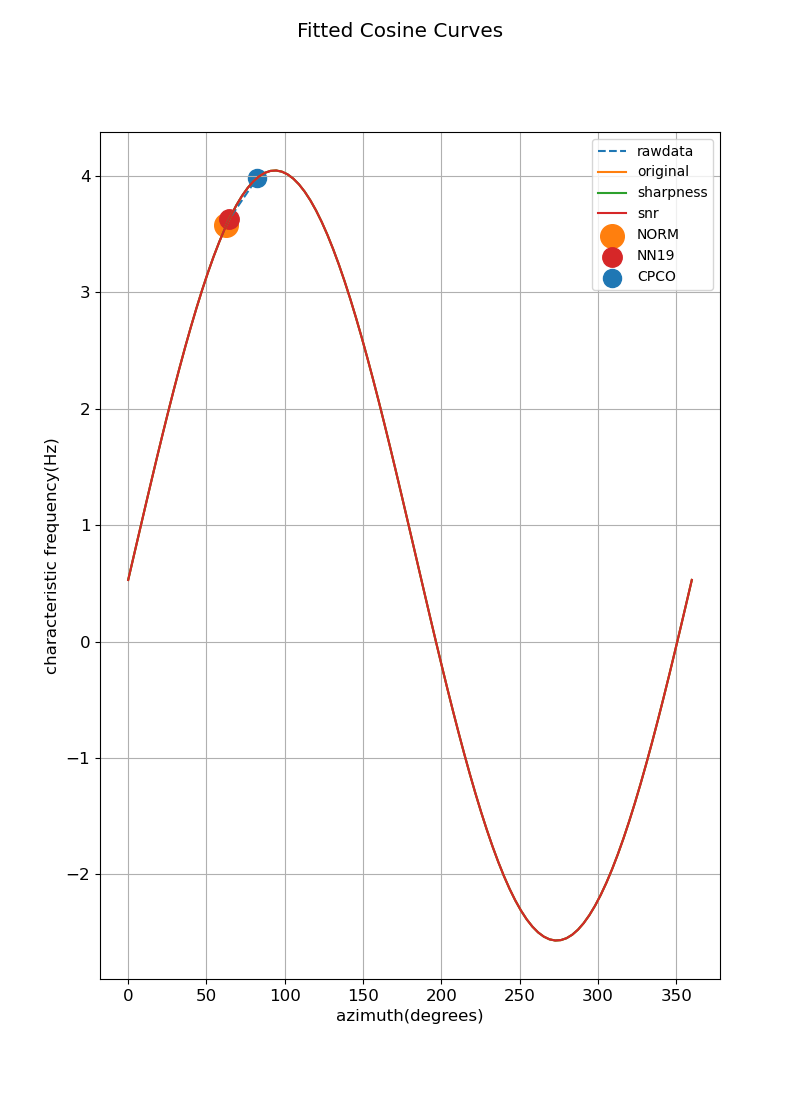 Fitted Cosine Curves
rawdata
original
sharpness
snr
NORM
NN19
CPCO
characteristic frequency(Hz)
4
3
2
1
0
−1
−2
0 50 100 150 200 250 300 350
azimuth(degrees)